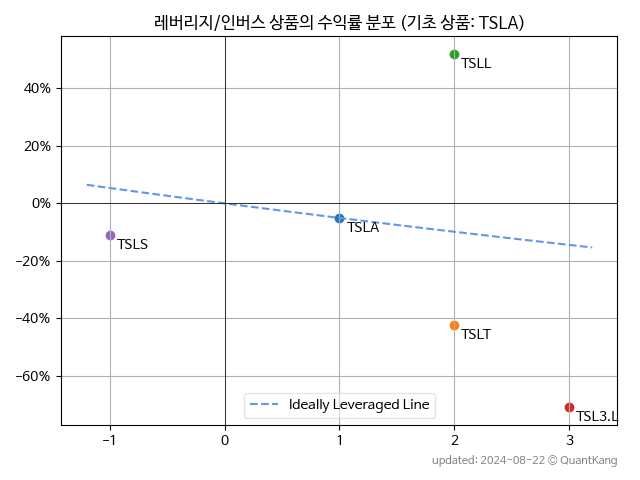 레버리지/인버스 상품의 수익률 분포 (기초 상품: TSLA)
TSLL
40%
20%
0%
TSLA
TSLS
−20%
−40%
TSLT
−60%
Ideally Leveraged Line
TSL3.L
−1 0 1 2 3
updated: 2024-08-22 © QuantKang